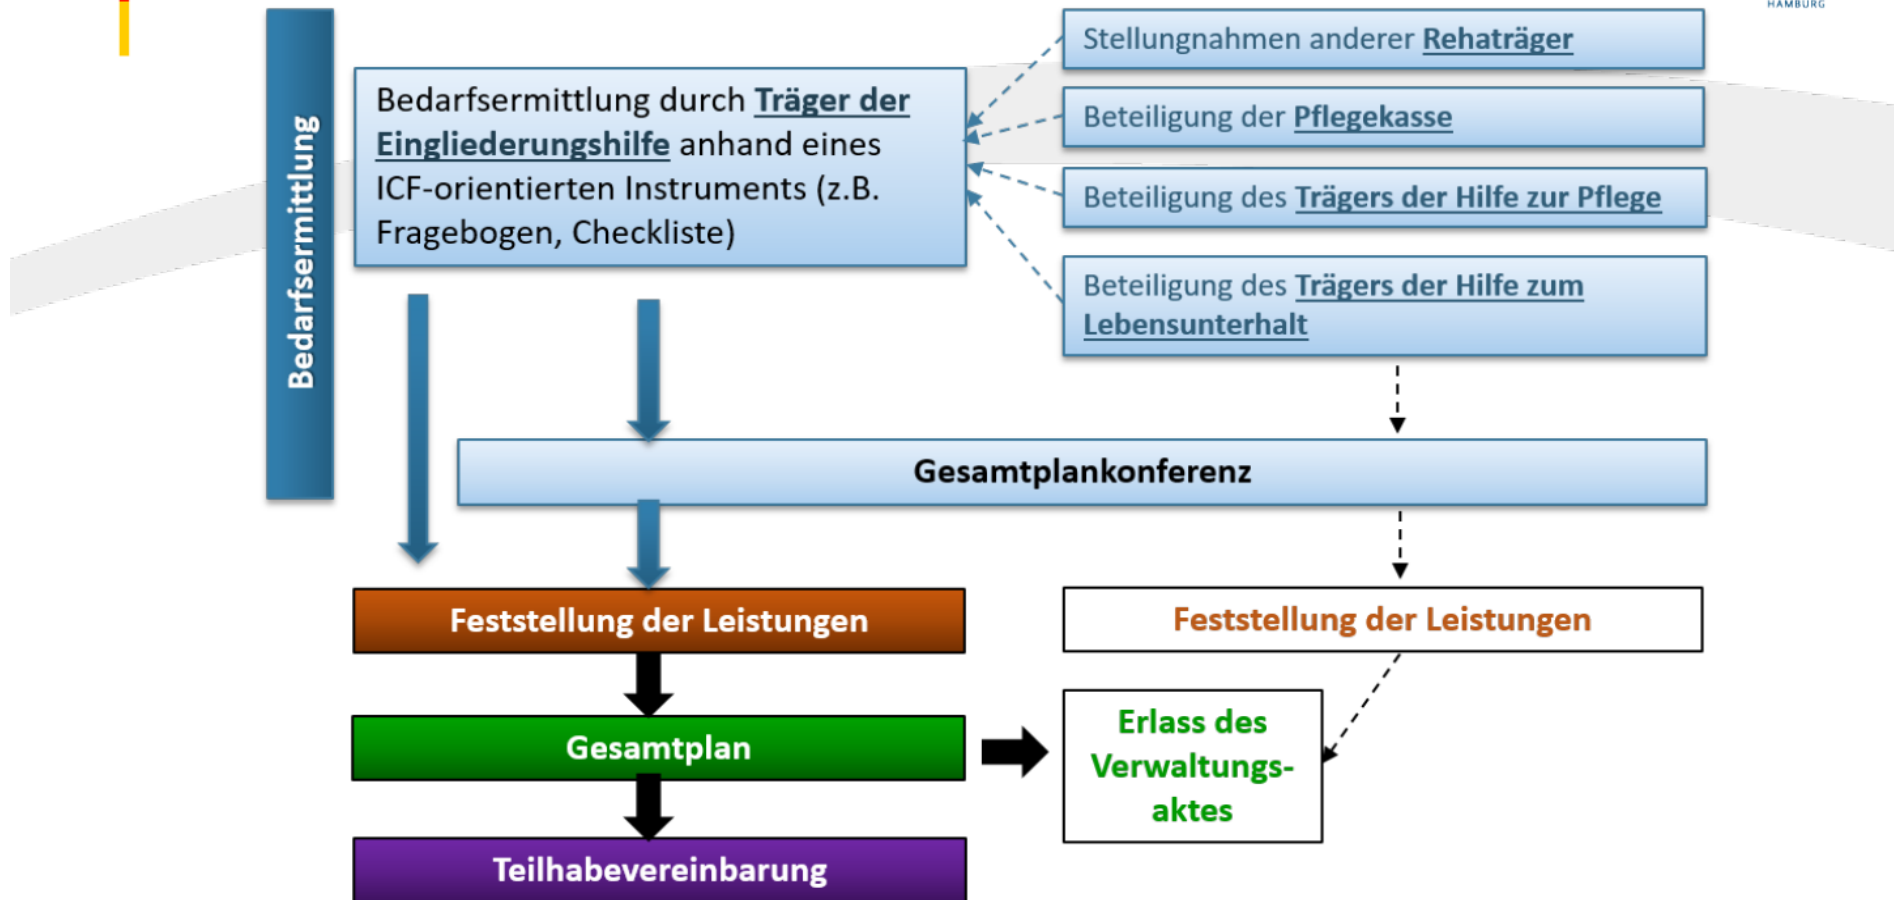 HAMBURG
Bedarfsermittlung
Bedarfsermittlung durch Träger der
Eingliederungshilfe anhand eines
ICF-orientierten Instruments (z.B.
Fragebogen, Checkliste)
Stellungnahmen anderer Rehaträger
Beteiligung der Pflegekasse
Beteiligung des Trägers der Hilfe zur Pflege
Beteiligung des Trägers der Hilfe zum
Lebensunterhalt
Gesamtplankonferenz
Feststellung der Leistungen
Feststellung der Leistungen
Gesamtplan
Erlass des
Verwaltungs-
aktes
Teilhabevereinbarung